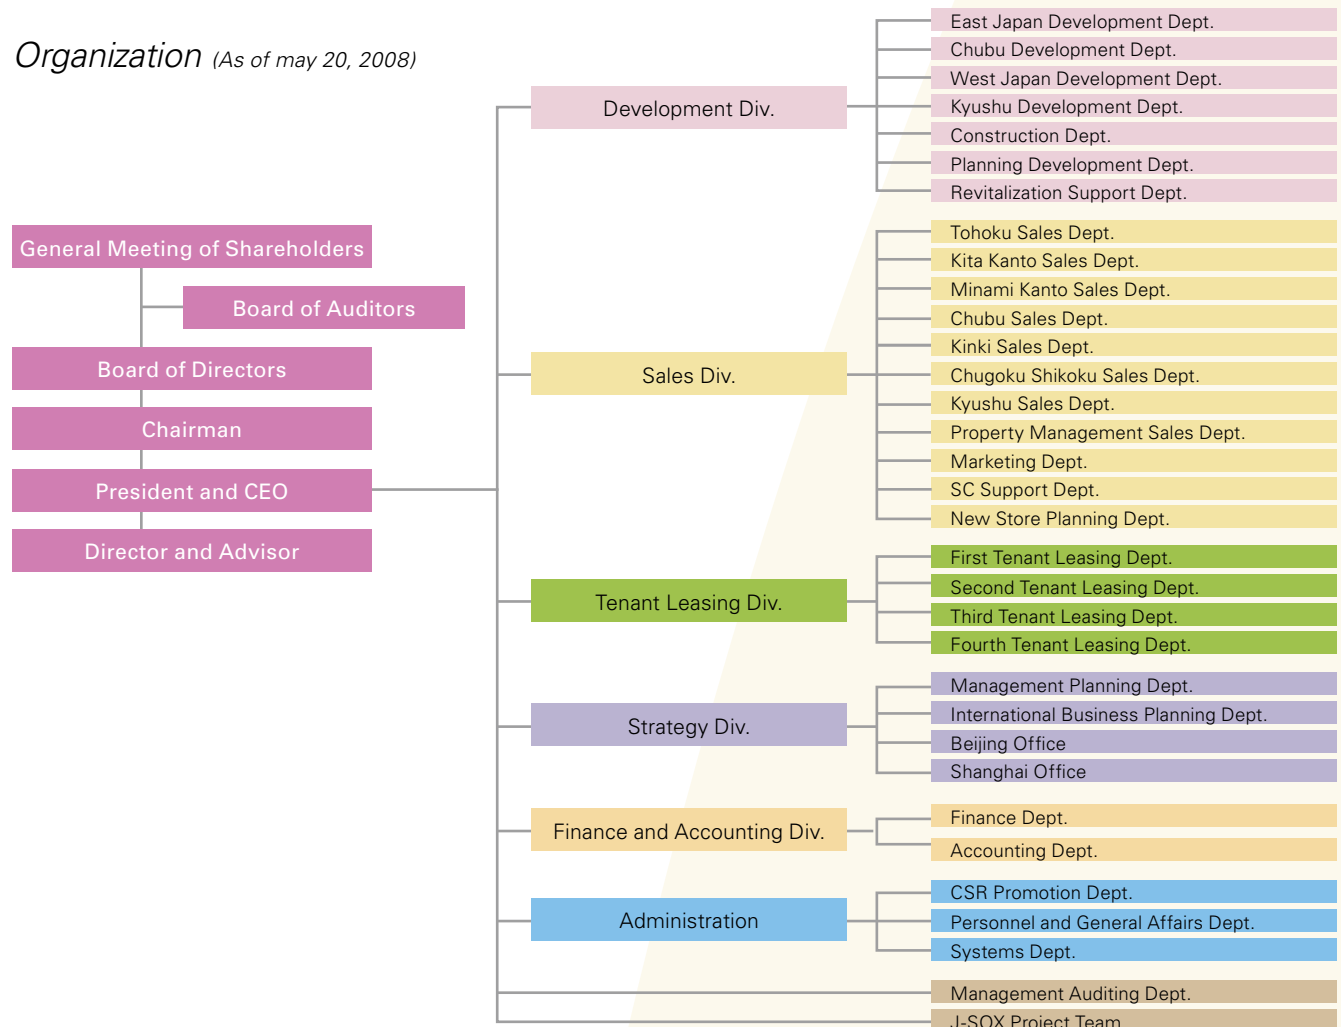 Organization (As of may 20, 2008)
General Meeting of Shareholders
Board of Auditors
Board of Directors
Chairman
President and CEO
Director and Advisor
Development Div.
East Japan Development Dept.
Chubu Development Dept.
West Japan Development Dept.
Kyushu Development Dept.
Construction Dept.
Planning Development Dept.
Revitalization Support Dept.
Sales Div.
Tohoku Sales Dept.
Kita Kanto Sales Dept.
Minami Kanto Sales Dept.
Chubu Sales Dept.
Kinki Sales Dept.
Chugoku Shikoku Sales Dept.
Kyushu Sales Dept.
Property Management Sales Dept.
Marketing Dept.
SC Support Dept.
New Store Planning Dept.
Tenant Leasing Div.
First Tenant Leasing Dept.
Second Tenant Leasing Dept.
Third Tenant Leasing Dept.
Fourth Tenant Leasing Dept.
Strategy Div.
Management Planning Dept.
International Business Planning Dept.
Beijing Office
Shanghai Office
Finance and Accounting Div.
Finance Dept.
Accounting Dept.
Administration
CSR Promotion Dept.
Personnel and General Affairs Dept.
Systems Dept.
Management Auditing Dept.
J-SOX Project Team